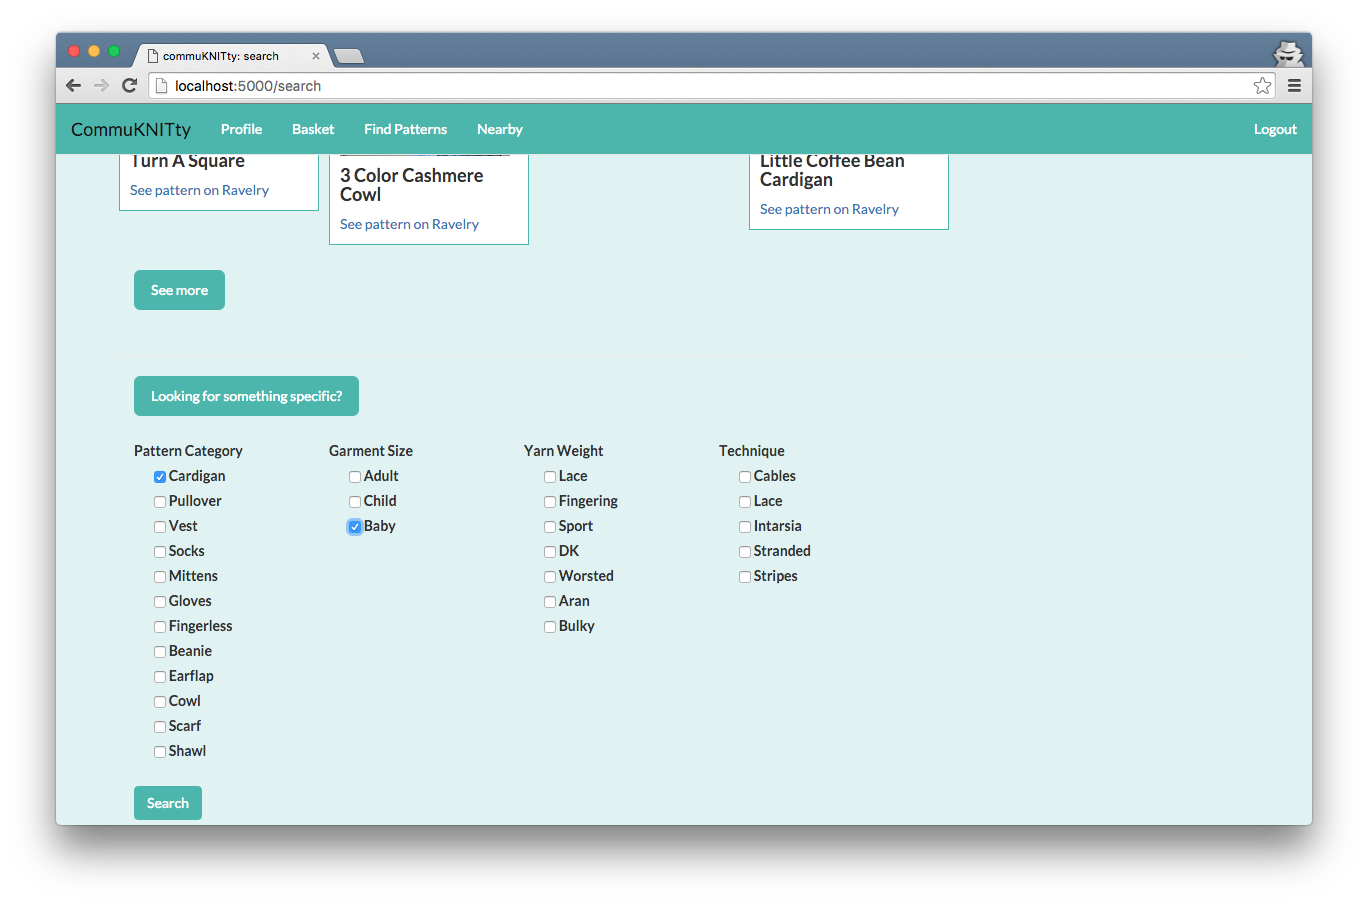 commuKNITty: search
localhost:5000/search
CommuKNITty Profile Basket Find Patterns Nearby Logout
Turn A Square
See pattern on Ravelry
3 Color Cashmere
Cowl
See pattern on Ravelry
Little Coffee Bean
Cardigan
See pattern on Ravelry
See more
Looking for something specific?
Pattern Category
Cardigan
Pullover
Vest
Socks
Mittens
Gloves
Fingerless
Beanie
Earflap
Cowl
Scarf
Shawl
Garment Size
Adult
Child
Baby
Yarn Weight
Lace
Fingering
Sport
DK
Worsted
Aran
Bulky
Technique
Cables
Lace
Intarsia
Stranded
Stripes
Search